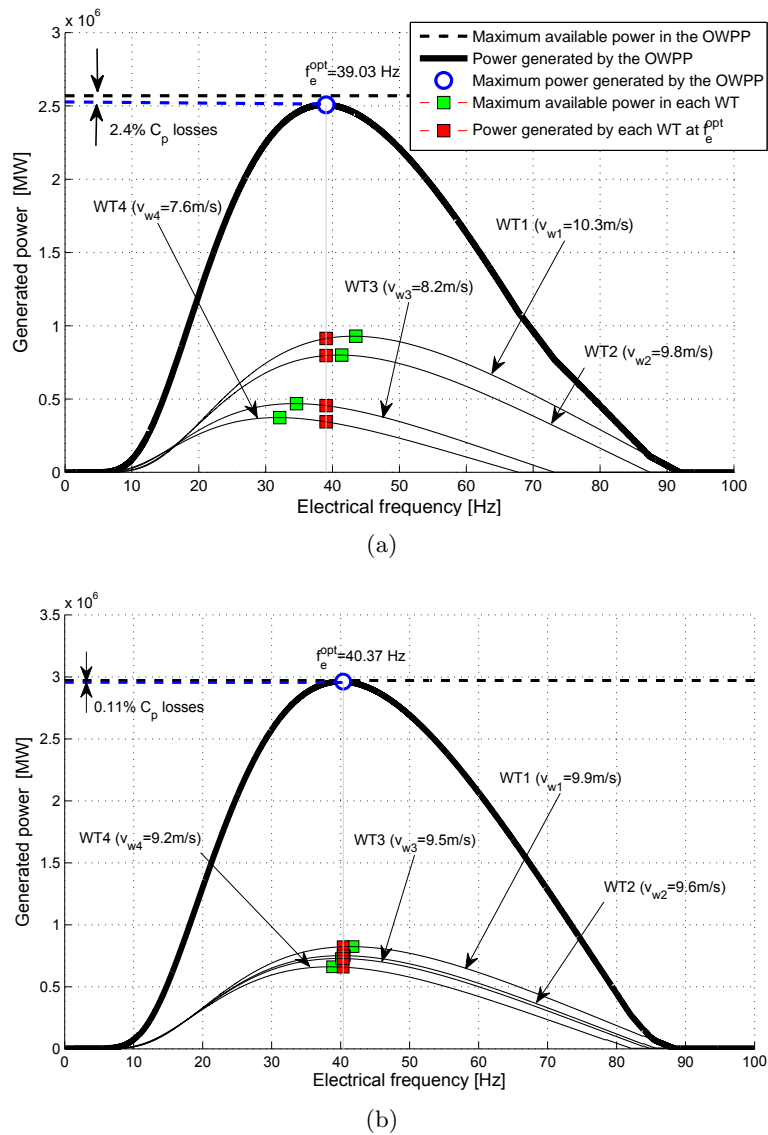 x 10^6
3
2.5
2
1.5
1
0.5
0
Generated power [MW]
f_e^opt=39.03 Hz
2.4% C_p losses
Maximum available power in the OWPP
Power generated by the OWPP
Maximum power generated by the OWPP
Maximum available power in each WT
Power generated by each WT at f_e^opt
WT4 (v_w4=7.6m/s)
WT1 (v_w1=10.3m/s)
WT3 (v_w3=8.2m/s)
WT2 (v_w2=9.8m/s)
0 10 20 30 40 50 60 70 80 90 100
Electrical frequency [Hz]
(a)
x 10^6
3.5
3
2.5
2
1.5
1
0.5
0
Generated power [MW]
f_e^opt=40.37 Hz
0.11% C_p losses
WT1 (v_w1=9.9m/s)
WT4 (v_w4=9.2m/s)
WT3 (v_w3=9.5m/s)
WT2 (v_w2=9.6m/s)
0 10 20 30 40 50 60 70 80 90 100
Electrical frequency [Hz]
(b)